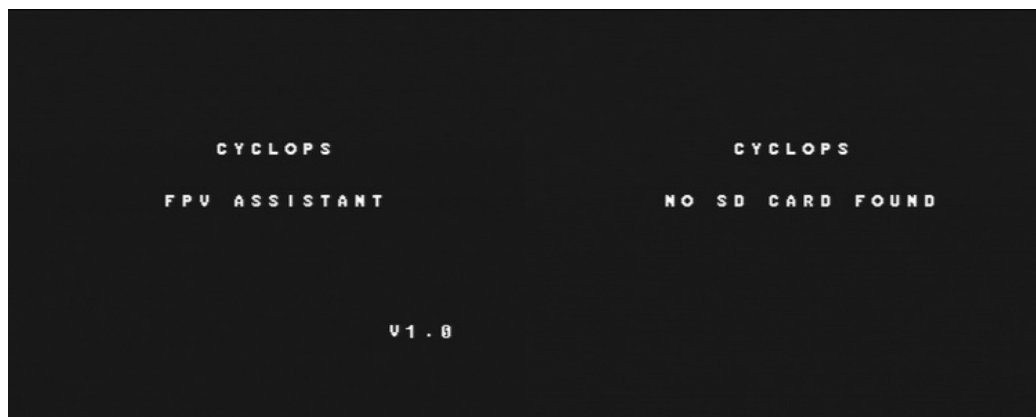 CYCLOPS
FPV ASSISTANT
V1.0
CYCLOPS
NO SD CARD FOUND